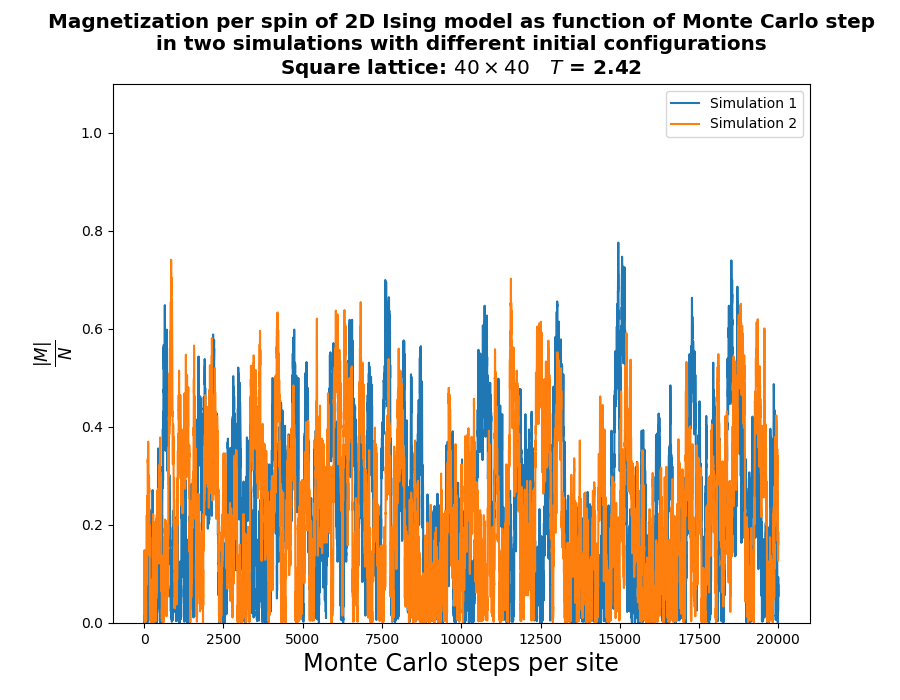 Magnetization per spin of 2D Ising model as function of Monte Carlo step
in two simulations with different initial configurations
Square lattice: 40 × 40 T = 2.42
Simulation 1
Simulation 2
|M|
N
1.0
0.8
0.6
0.4
0.2
0.0
0 2500 5000 7500 10000 12500 15000 17500 20000
Monte Carlo steps per site